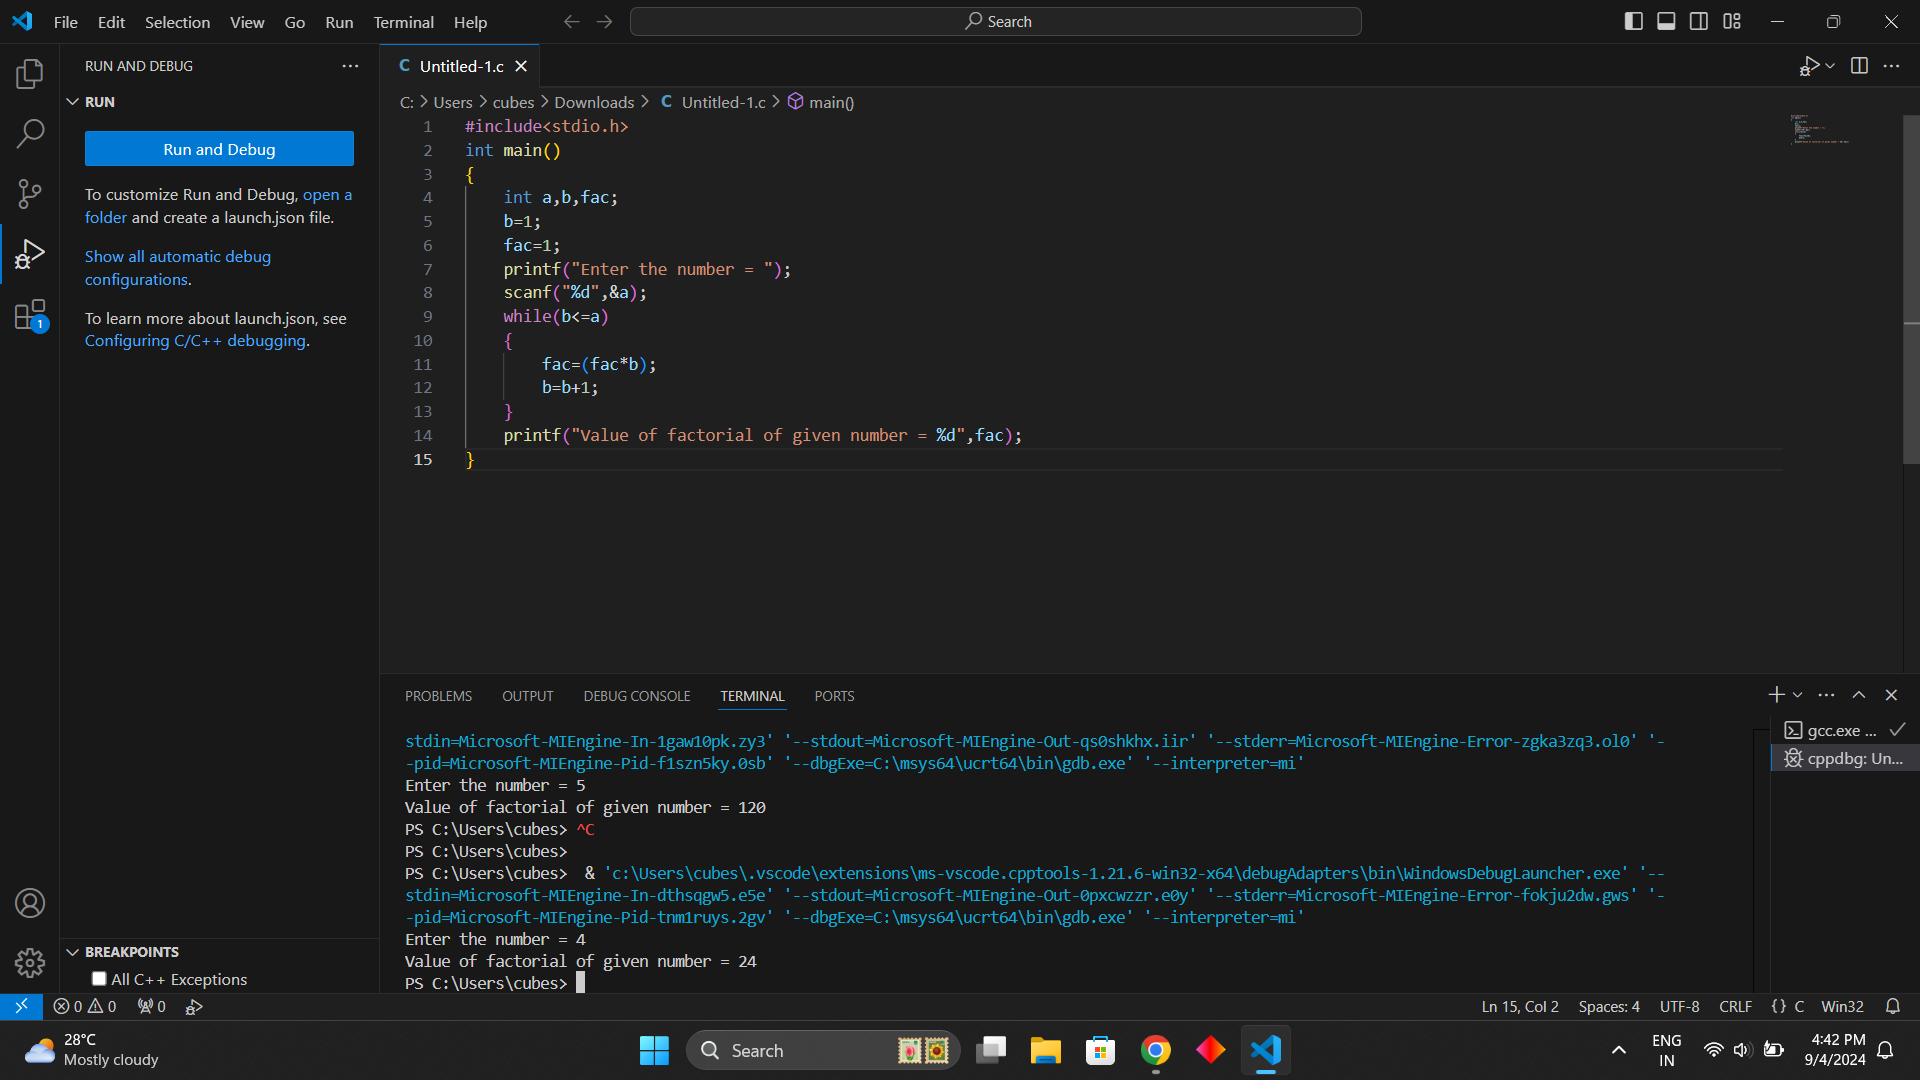 File Edit Selection View Go Run Terminal Help
Search
RUN AND DEBUG
RUN
Run and Debug
To customize Run and Debug, open a
folder and create a launch.json file.
Show all automatic debug
configurations.
To learn more about launch.json, see
Configuring C/C++ debugging.
1
BREAKPOINTS
All C++ Exceptions
C Untitled-1.c
C: > Users > cubes > Downloads > C Untitled-1.c > main()
1 #include<stdio.h>
2 int main()
3 {
4 int a,b,fac;
5 b=1;
6 fac=1;
7 printf("Enter the number = ");
8 scanf("%d",&a);
9 while(b<=a)
10 {
11 fac=(fac*b);
12 b=b+1;
13 }
14 printf("Value of factorial of given number = %d",fac);
15 }
PROBLEMS OUTPUT DEBUG CONSOLE TERMINAL PORTS
stdin=Microsoft-MIEngine-In-1gaw10pk.zy3' '--stdout=Microsoft-MIEngine-Out-qs0shkhx.iir' '--stderr=Microsoft-MIEngine-Error-zgka3zq3.ol0' '-
-pid=Microsoft-MIEngine-Pid-f1szn5ky.0sb' '--dbgExe=C:\msys64\ucrt64\bin\gdb.exe' '--interpreter=mi'
Enter the number = 5
Value of factorial of given number = 120
PS C:\Users\cubes> ^C
PS C:\Users\cubes>
PS C:\Users\cubes>  & 'c:\Users\cubes\.vscode\extensions\ms-vscode.cpptools-1.21.6-win32-x64\debugAdapters\bin\WindowsDebugLauncher.exe' '--
stdin=Microsoft-MIEngine-In-dthsqgw5.e5e' '--stdout=Microsoft-MIEngine-Out-0pxcwzzr.e0y' '--stderr=Microsoft-MIEngine-Error-fokju2dw.gws' '-
-pid=Microsoft-MIEngine-Pid-tnm1ruys.2gv' '--dbgExe=C:\msys64\ucrt64\bin\gdb.exe' '--interpreter=mi'
Enter the number = 4
Value of factorial of given number = 24
PS C:\Users\cubes>
gcc.exe ...
cppdbg: Un...
0 0 0
Ln 15, Col 2 Spaces: 4 UTF-8 CRLF {} C Win32
28°C
Mostly cloudy
Search
ENG
IN
4:42 PM
9/4/2024